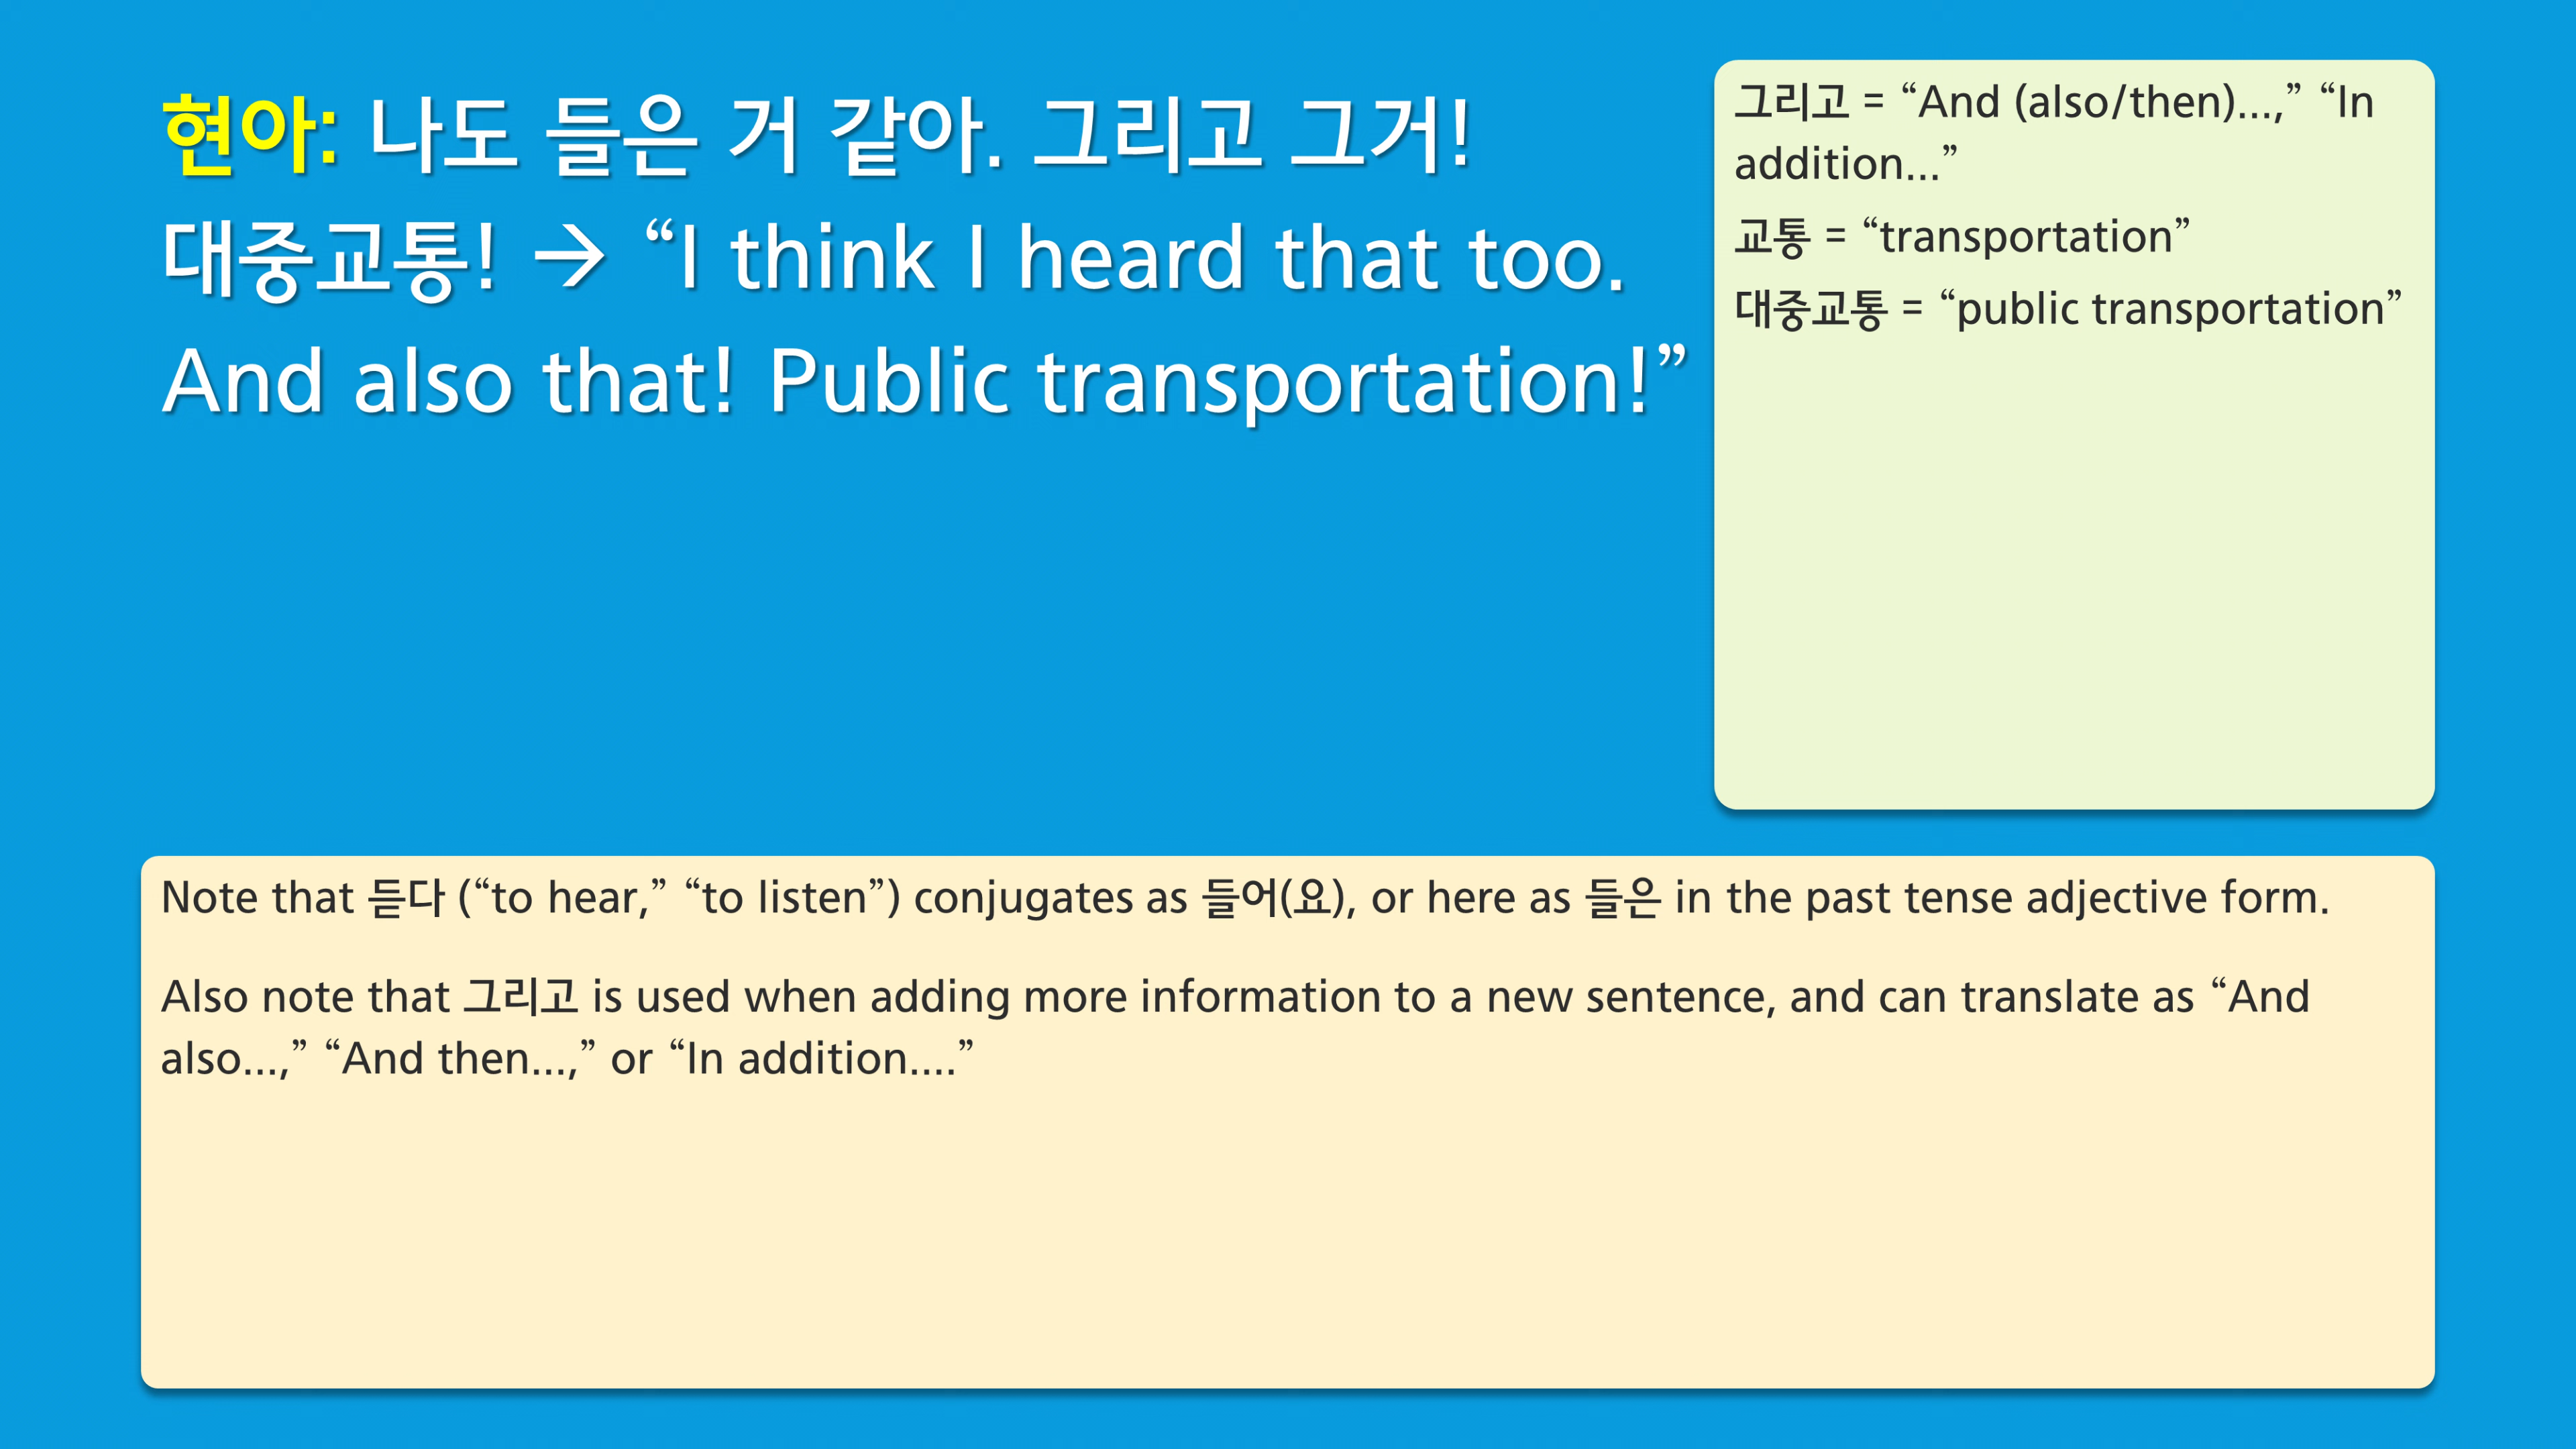 현아: 나도 들은 거 같아. 그리고 그거!
대중교통! → “I think I heard that too.
And also that! Public transportation!”
그리고 = “And (also/then)...,” “In
addition...”
교통 = “transportation”
대중교통 = “public transportation”
Note that 듣다 (“to hear,” “to listen”) conjugates as 들어(요), or here as 들은 in the past tense adjective form.
Also note that 그리고 is used when adding more information to a new sentence, and can translate as “And
also...,” “And then...,” or “In addition....”